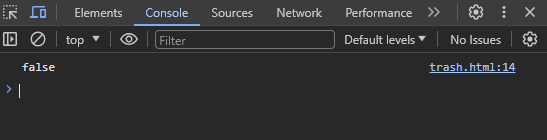 Elements Console Sources Network Performance
top Filter Default levels No Issues
false trash.html:14